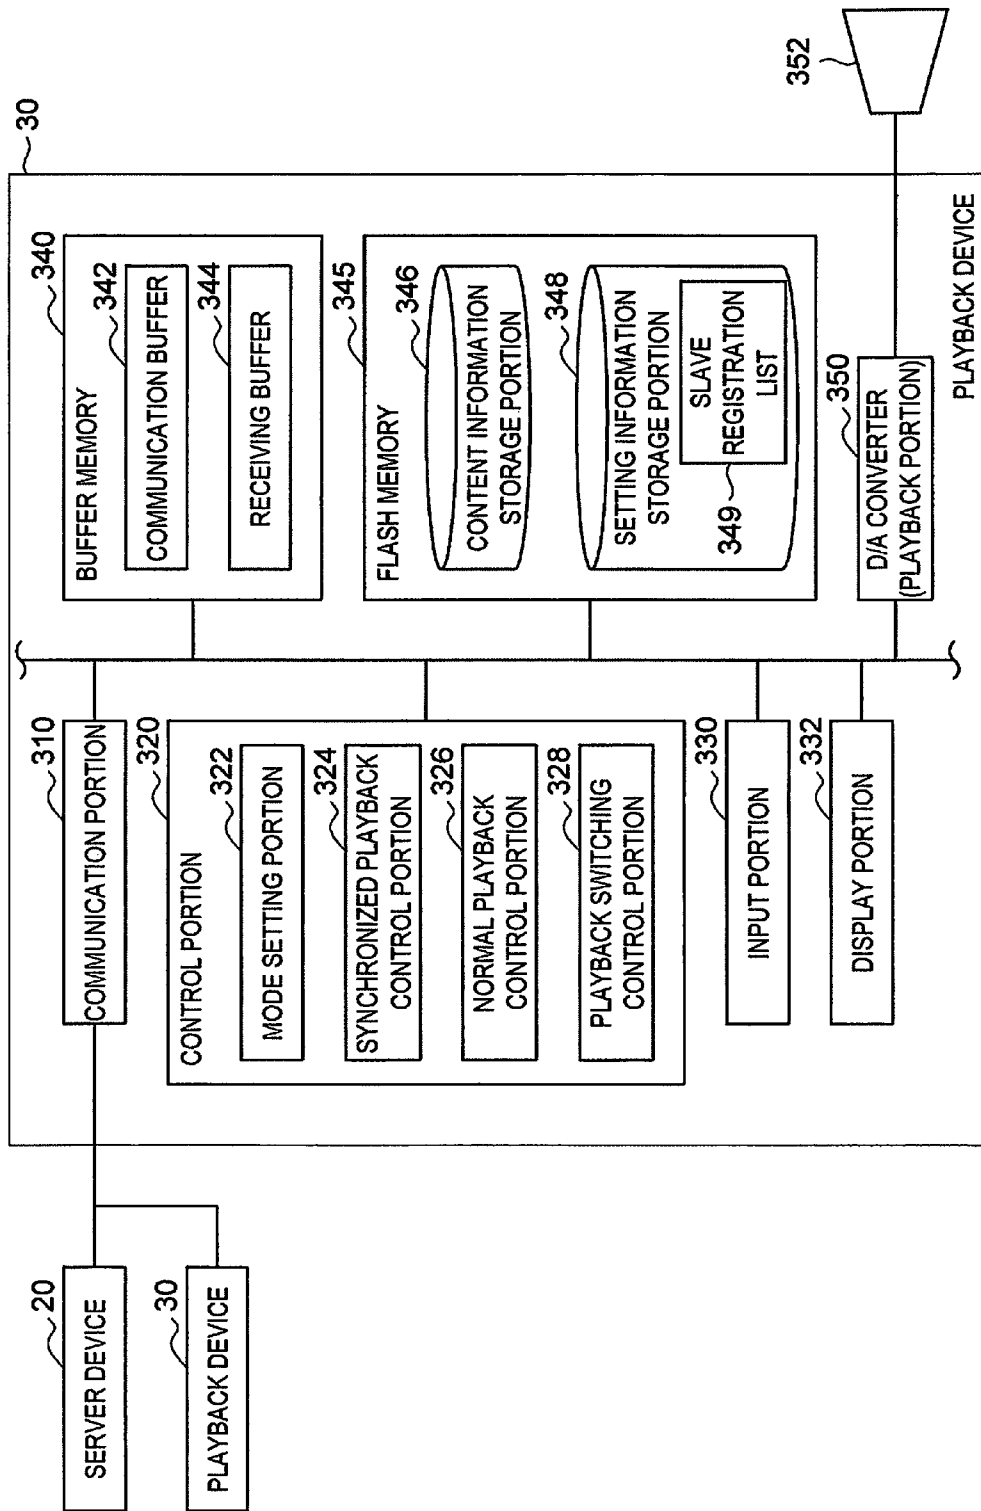 20
SERVER DEVICE
30
PLAYBACK DEVICE
30
PLAYBACK DEVICE
310
COMMUNICATION PORTION
320
CONTROL PORTION
322
MODE SETTING PORTION
324
SYNCHRONIZED PLAYBACK
CONTROL PORTION
326
NORMAL PLAYBACK
CONTROL PORTION
328
PLAYBACK SWITCHING
CONTROL PORTION
330
INPUT PORTION
332
DISPLAY PORTION
340
BUFFER MEMORY
342
COMMUNICATION BUFFER
344
RECEIVING BUFFER
345
FLASH MEMORY
346
CONTENT INFORMATION
STORAGE PORTION
348
SETTING INFORMATION
STORAGE PORTION
349
SLAVE
REGISTRATION
LIST
350
D/A CONVERTER
(PLAYBACK PORTION)
352